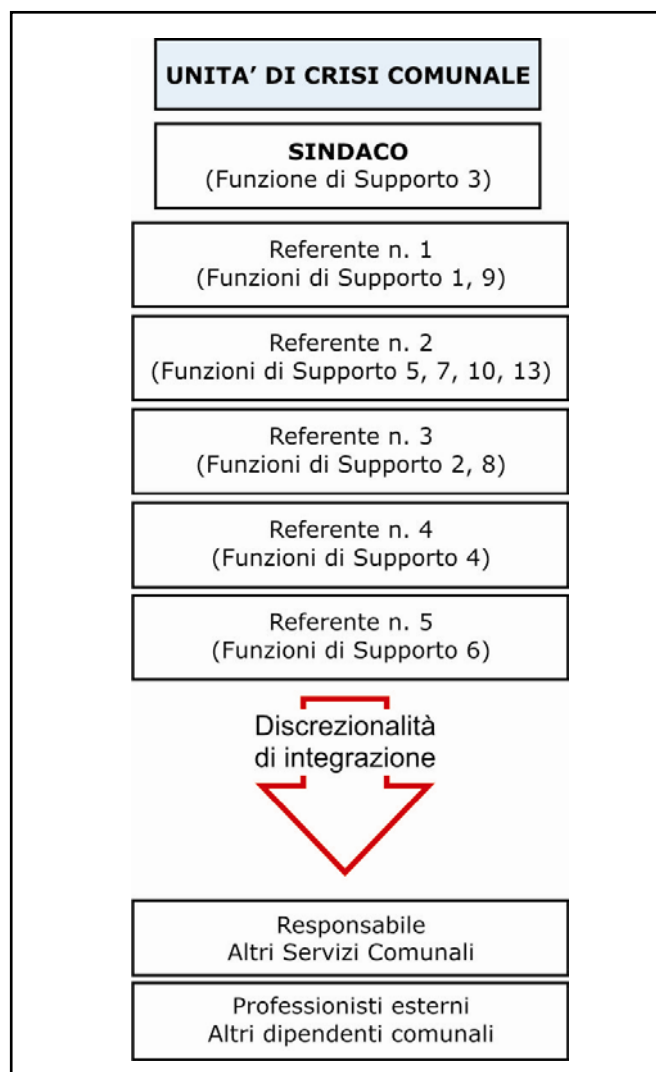 UNITA’ DI CRISI COMUNALE
SINDACO
(Funzione di Supporto 3)
Referente n. 1
(Funzioni di Supporto 1, 9)
Referente n. 2
(Funzioni di Supporto 5, 7, 10, 13)
Referente n. 3
(Funzioni di Supporto 2, 8)
Referente n. 4
(Funzioni di Supporto 4)
Referente n. 5
(Funzioni di Supporto 6)
Discrezionalità
di integrazione
Responsabile
Altri Servizi Comunali
Professionisti esterni
Altri dipendenti comunali